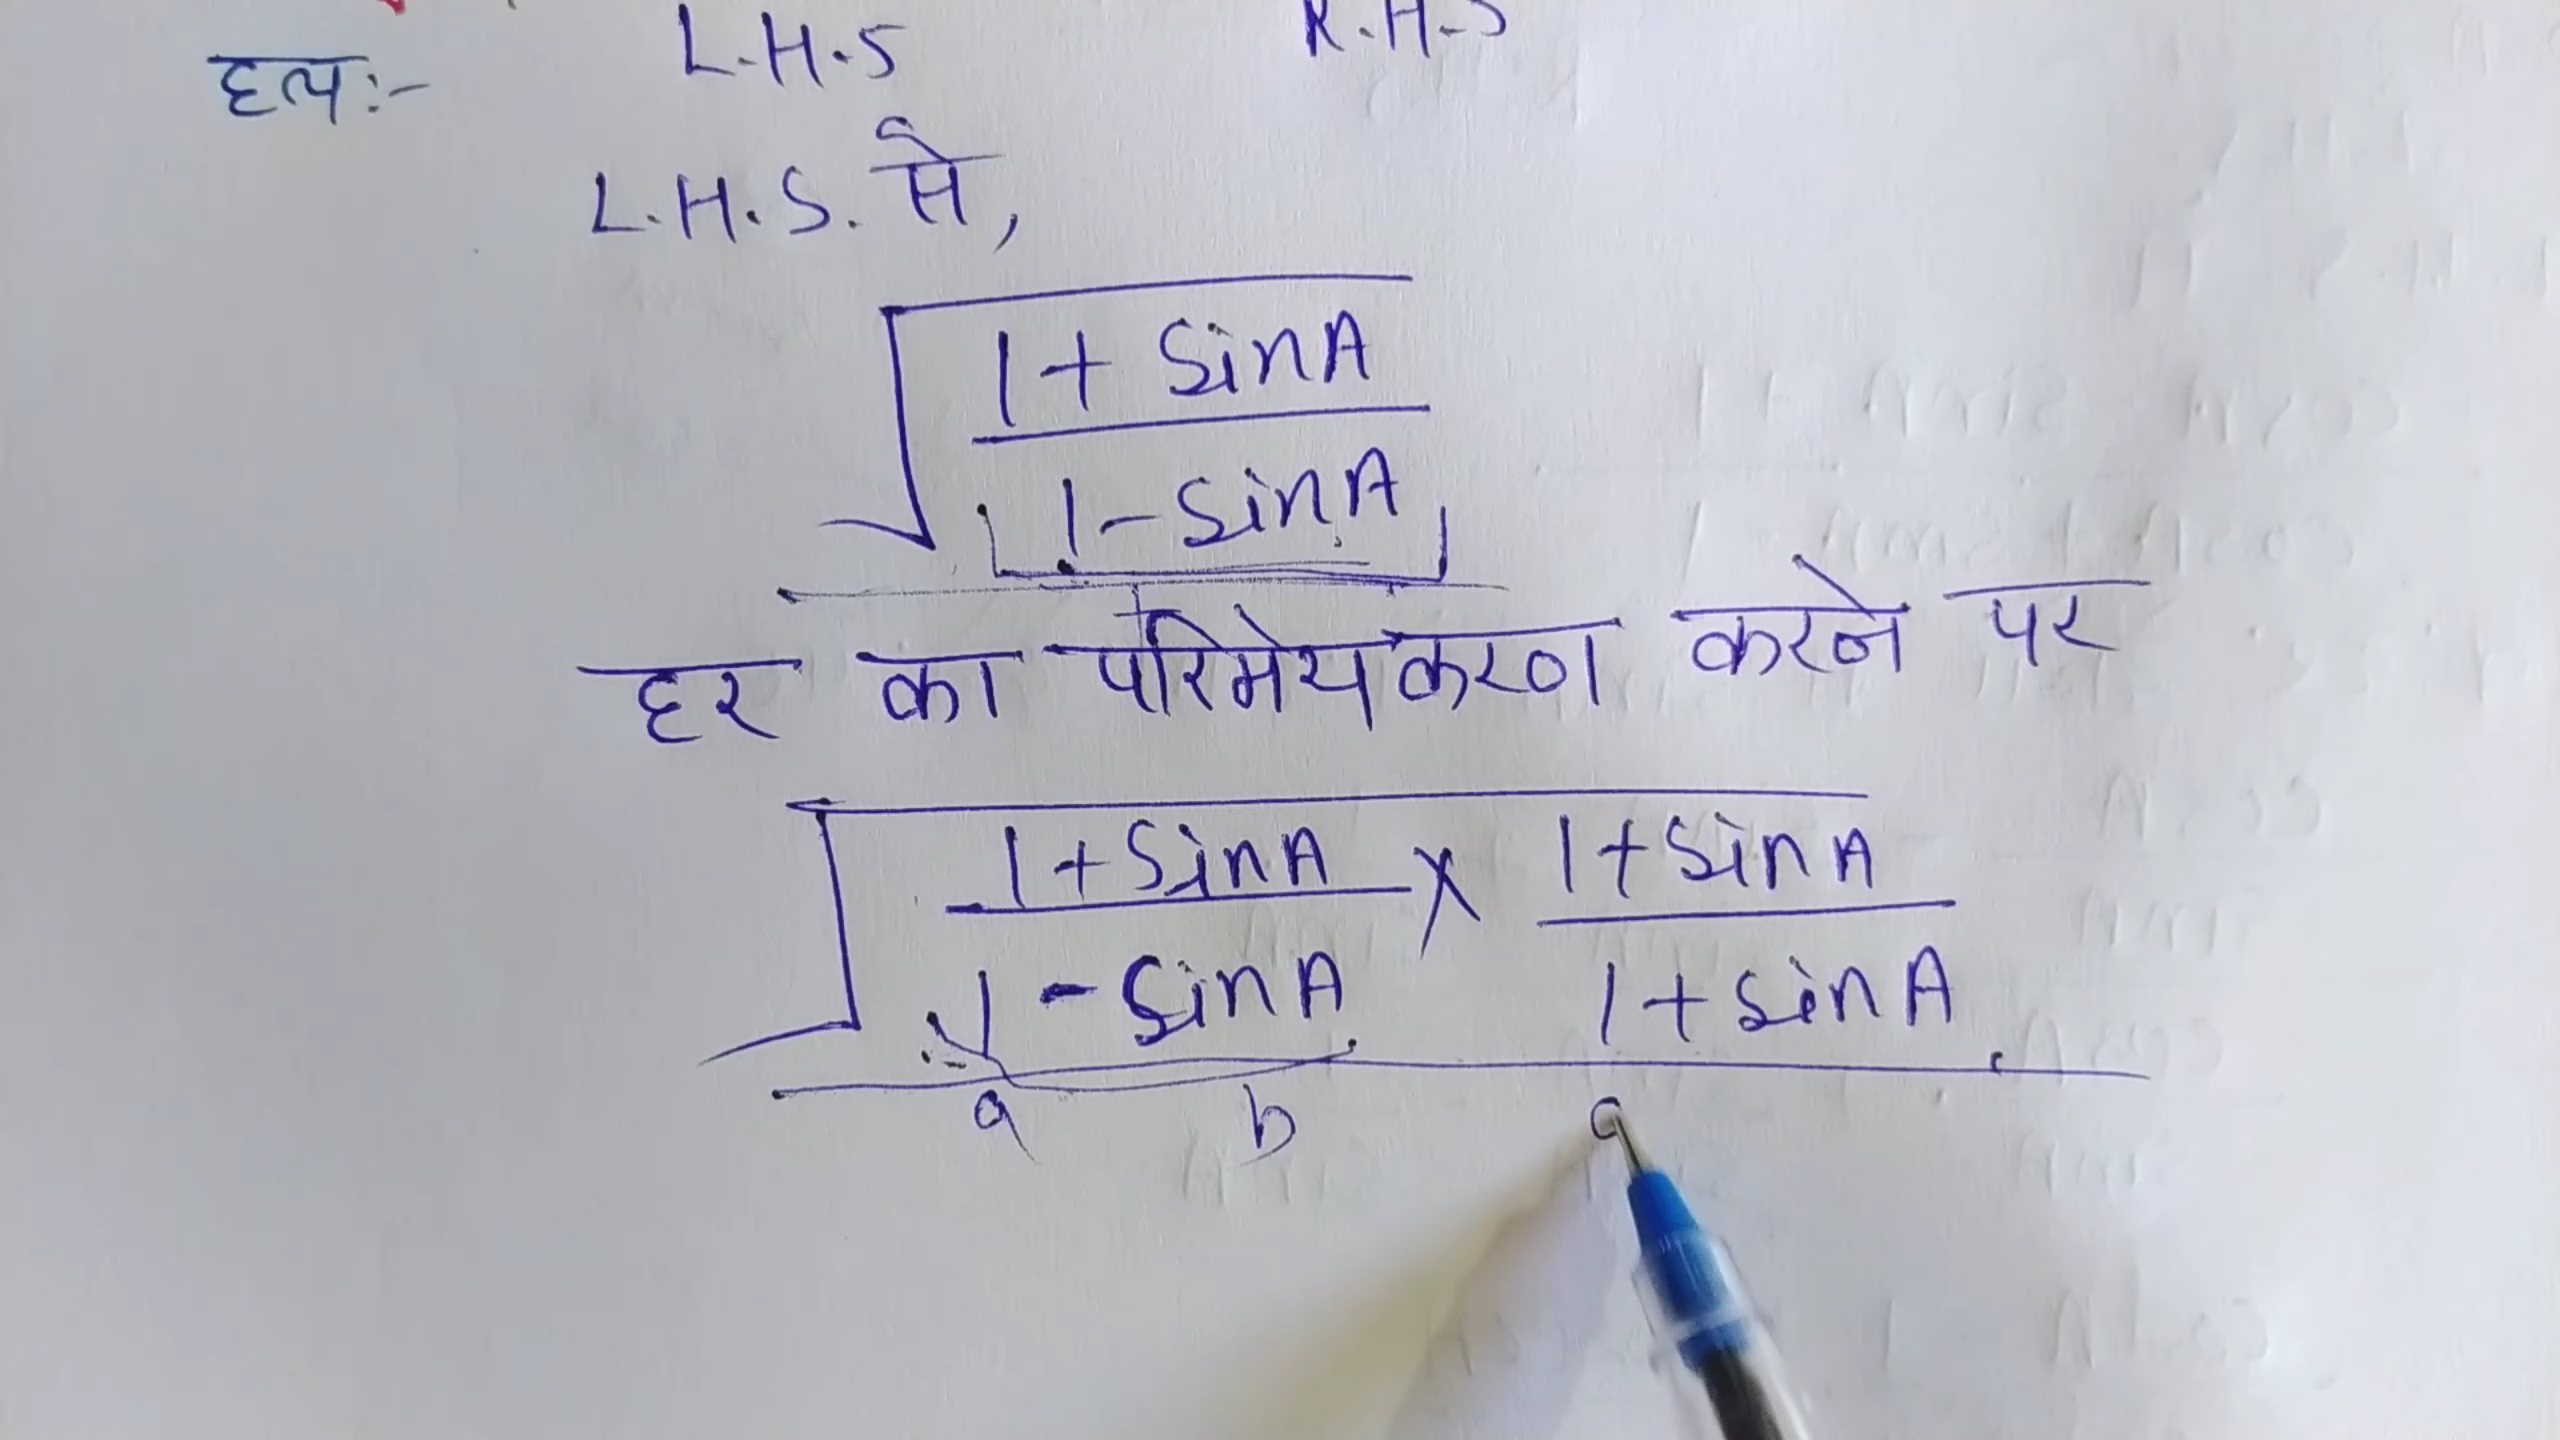 L.H.S R.H.S
हल :-
L.H.S. से,
√(1 + sinA / 1 - sinA)
हर का परिमेयकरण करने पर
√(1 + sinA / 1 - sinA × 1 + sinA / 1 + sinA)
a b a